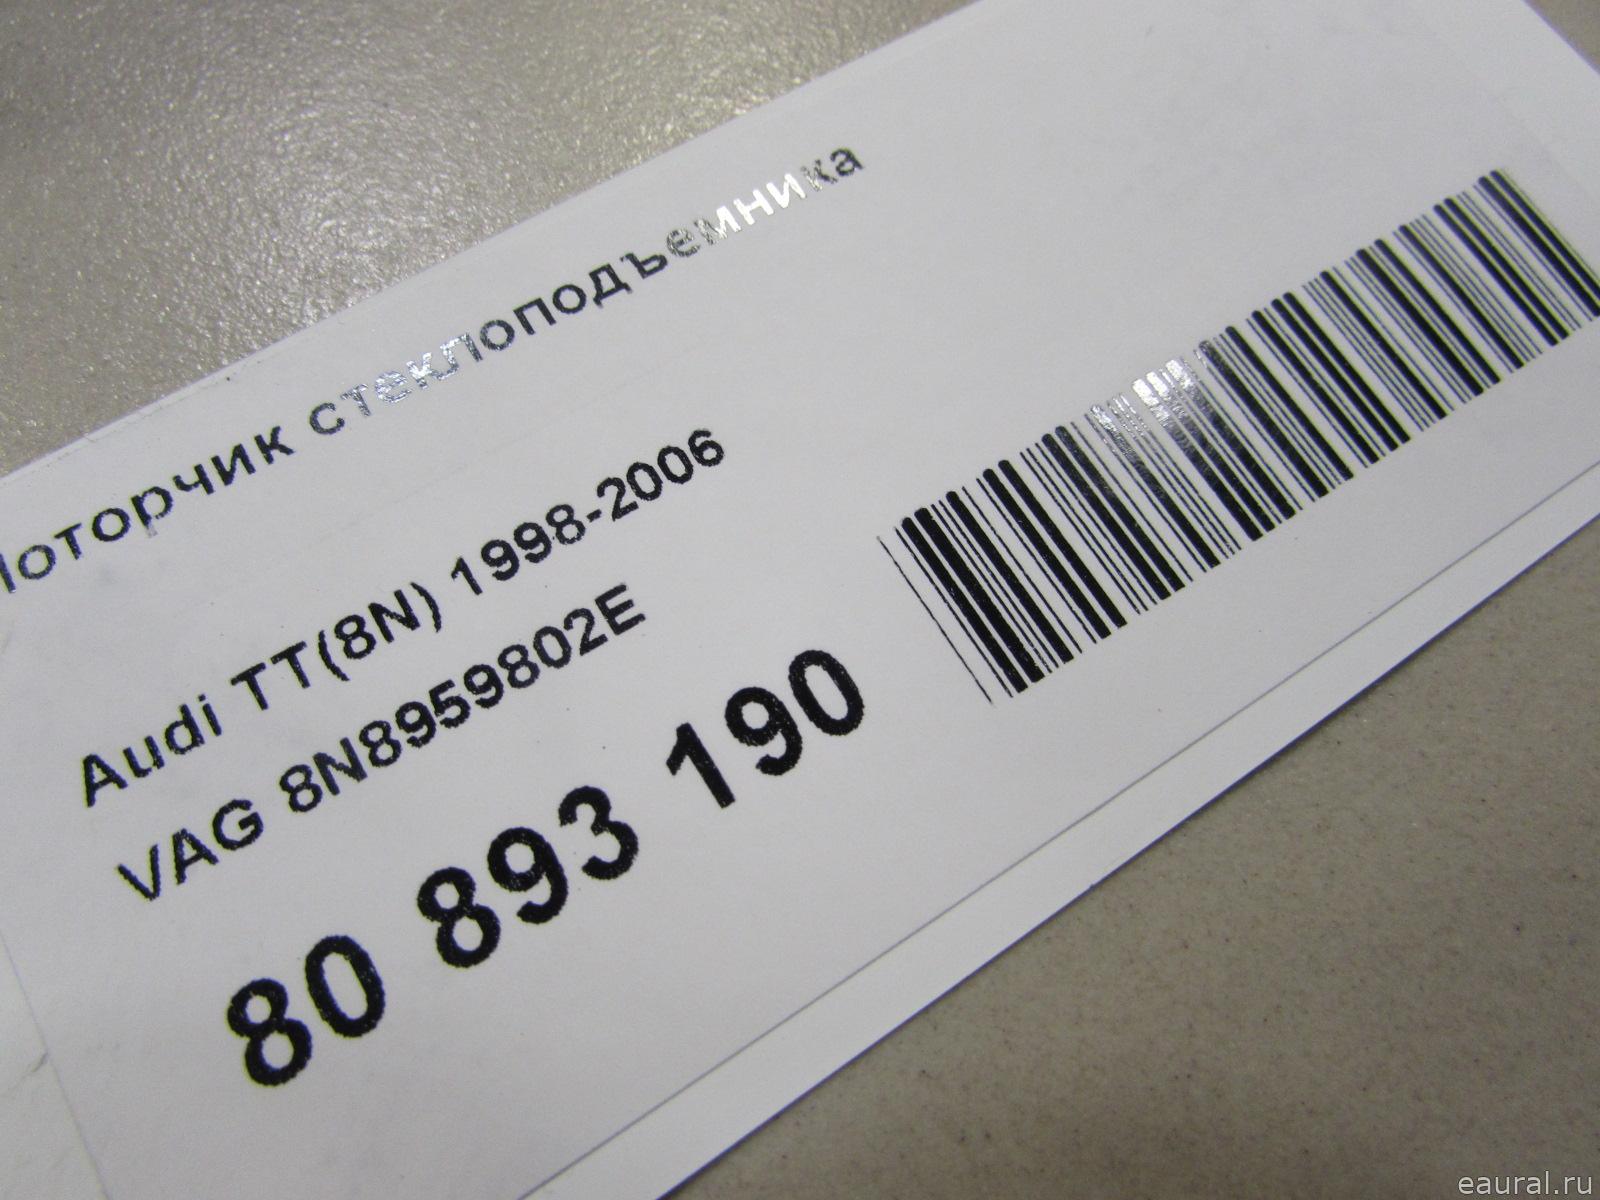 Моторчик стеклоподъемника
Audi TT(8N) 1998-2006
VAG 8N8959802E
80 893 190
eaural.ru